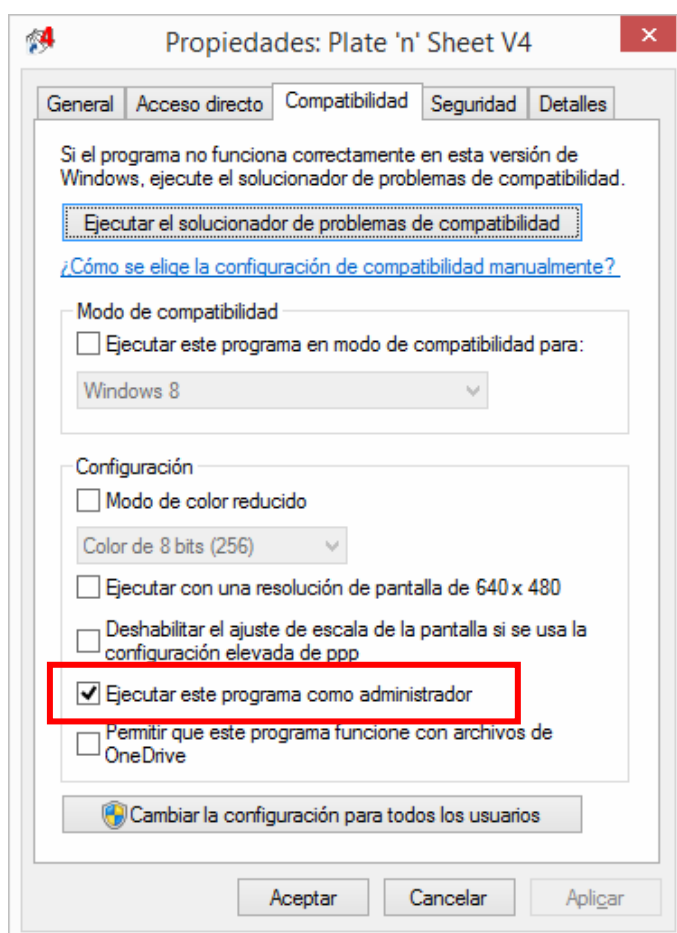 4
Propiedades: Plate 'n' Sheet V4
General Acceso directo Compatibilidad Seguridad Detalles
Si el programa no funciona correctamente en esta versión de
Windows, ejecute el solucionador de problemas de compatibilidad.
Ejecutar el solucionador de problemas de compatibilidad
¿Cómo se elige la configuración de compatibilidad manualmente?
Modo de compatibilidad
Ejecutar este programa en modo de compatibilidad para:
Windows 8
Configuración
Modo de color reducido
Color de 8 bits (256)
Ejecutar con una resolución de pantalla de 640 x 480
Deshabilitar el ajuste de escala de la pantalla si se usa la
configuración elevada de ppp
Ejecutar este programa como administrador
Permitir que este programa funcione con archivos de
OneDrive
Cambiar la configuración para todos los usuarios
Aceptar Cancelar Aplicar